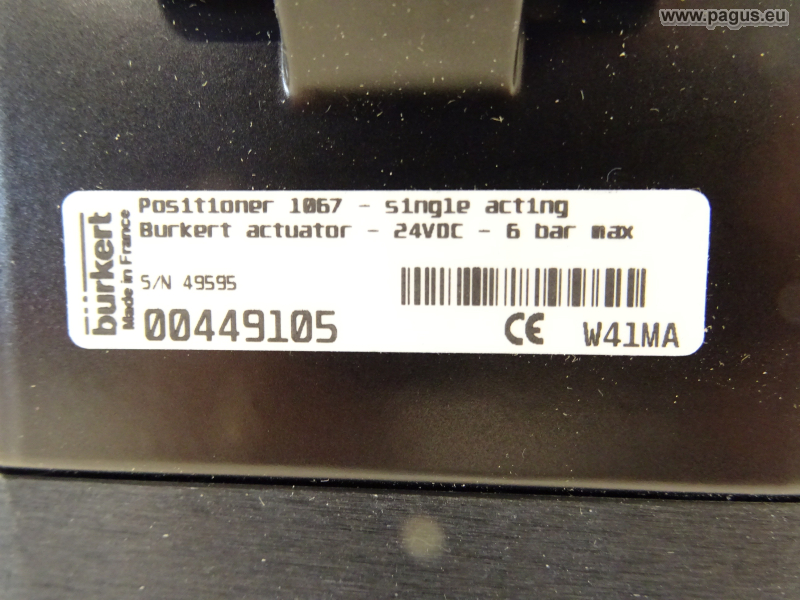 www.pagus.eu
Positioner 1067 - single acting
Burkert actuator - 24VDC - 6 bar max
bürkert
Made in France
S/N 49595
00449105
CE W41MA